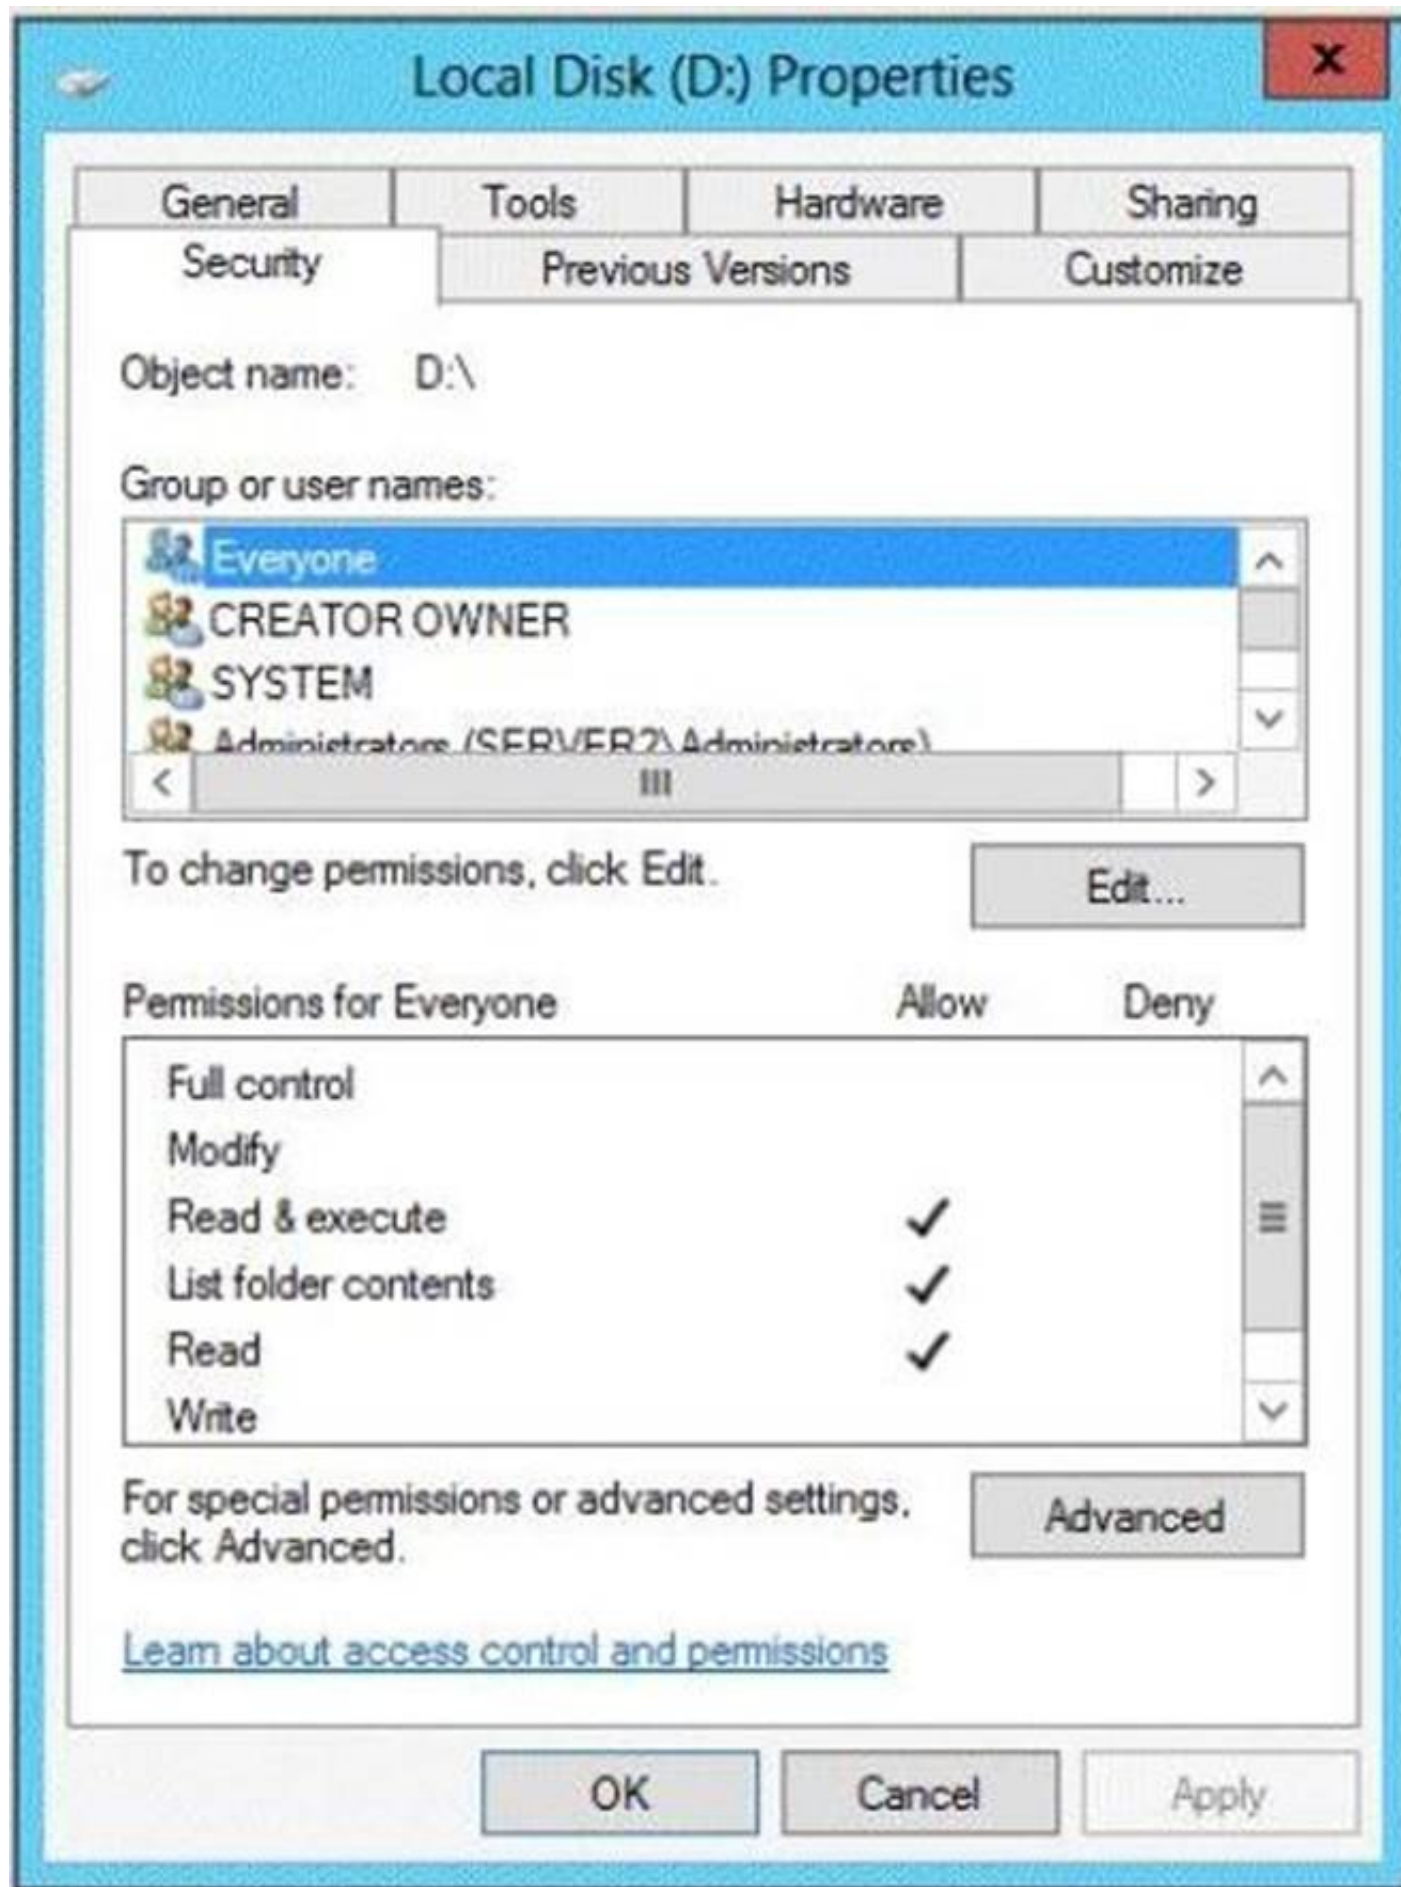 Local Disk (D:) Properties
x
General Tools Hardware Sharing
Security Previous Versions Customize
Object name: D:\
Group or user names:
Everyone
CREATOR OWNER
SYSTEM
Administrators (SERVER2\Administrators)
To change permissions, click Edit.
Edit...
Permissions for Everyone Allow Deny
Full control
Modify
Read & execute
List folder contents
Read
Write
For special permissions or advanced settings,
click Advanced.
Advanced
Learn about access control and permissions
OK Cancel Apply